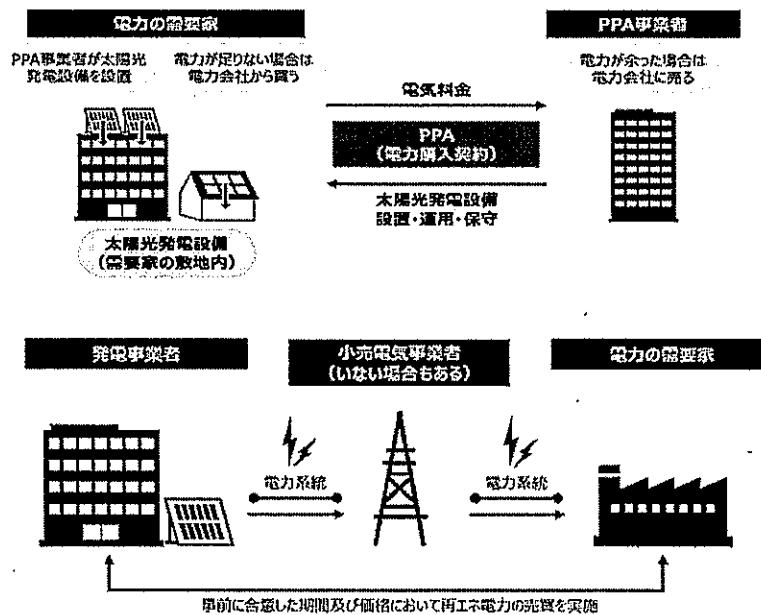 電力の需要家
PPA事業者
PPA事業者が太陽光
発電設備を設置
電力が足りない場合は
電力会社から買う
電力が余った場合は
電力会社に売る
電気料金
PPA
(電力購入契約)
太陽光発電設備
設置・運用・保守
太陽光発電設備
(需要家の敷地内)
発電事業者
小売電気事業者
(いない場合もある)
電力の需要家
電力系統
電力系統
事前に合意した期間及び価格において再エネ電力の売買を実施